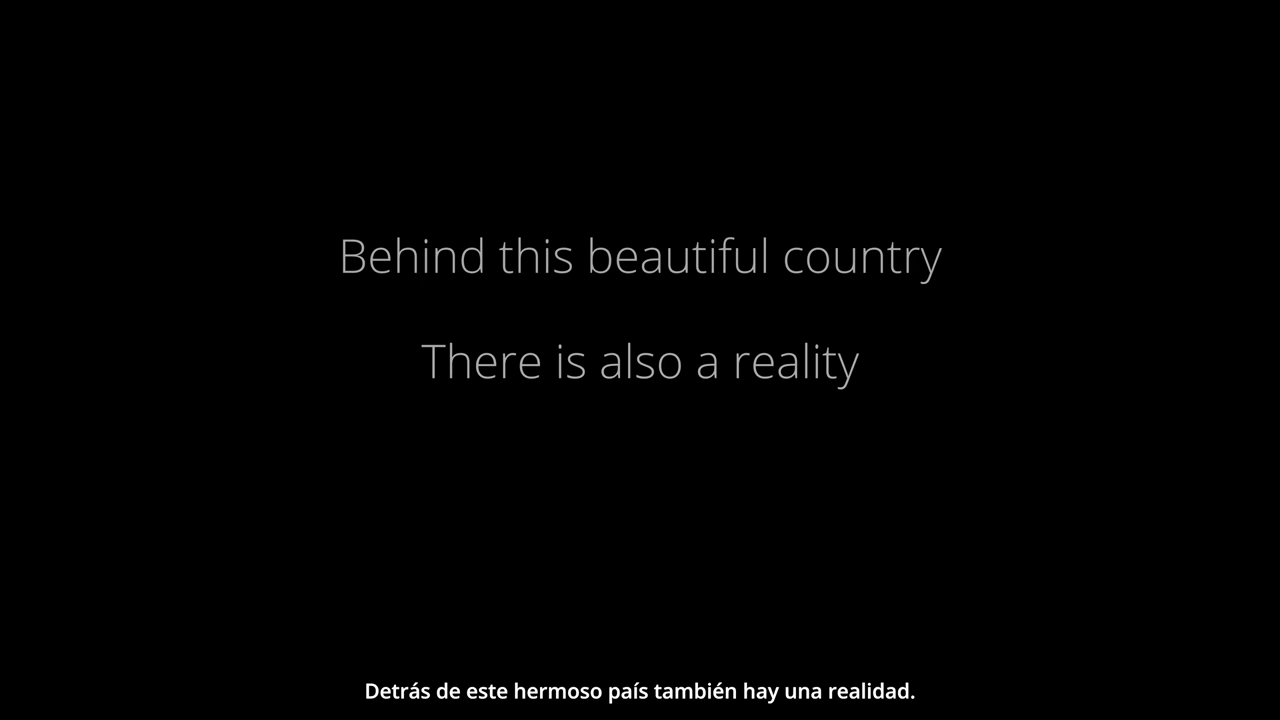 Behind this beautiful country
There is also a reality
Detrás de este hermoso país también hay una realidad.